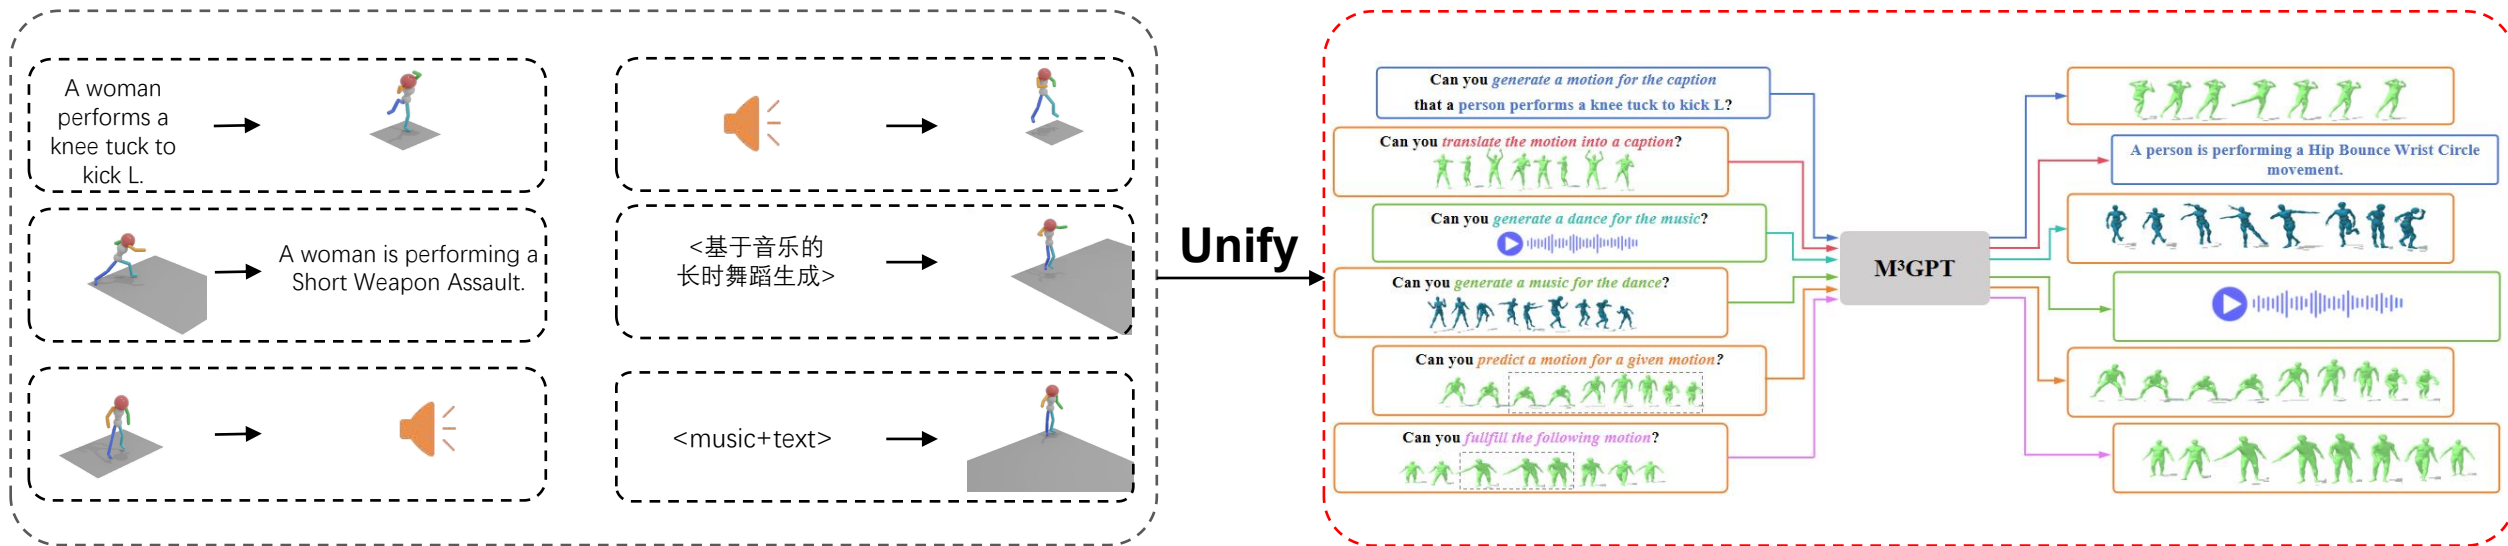 A woman
performs a
knee tuck to
kick L.
A woman is performing a
Short Weapon Assault.
<基于音乐的
长时舞蹈生成>
<music+text>
Unify
Can you generate a motion for the caption
that a person performs a knee tuck to kick L?
Can you translate the motion into a caption?
Can you generate a dance for the music?
Can you generate a music for the dance?
Can you predict a motion for a given motion?
Can you fullfill the following motion?
M³GPT
A person is performing a Hip Bounce Wrist Circle
movement.